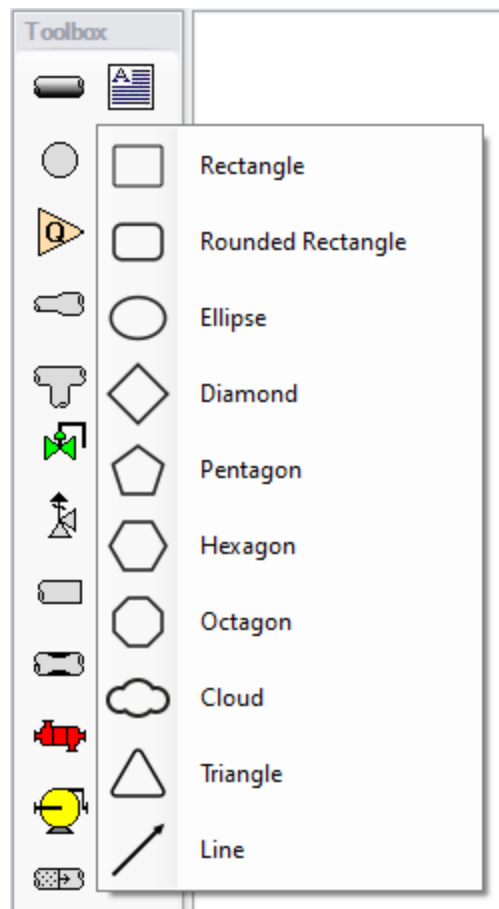 Toolbox
A
Rectangle
Q
Rounded Rectangle
Ellipse
Diamond
Pentagon
Hexagon
Octagon
Cloud
Triangle
Line